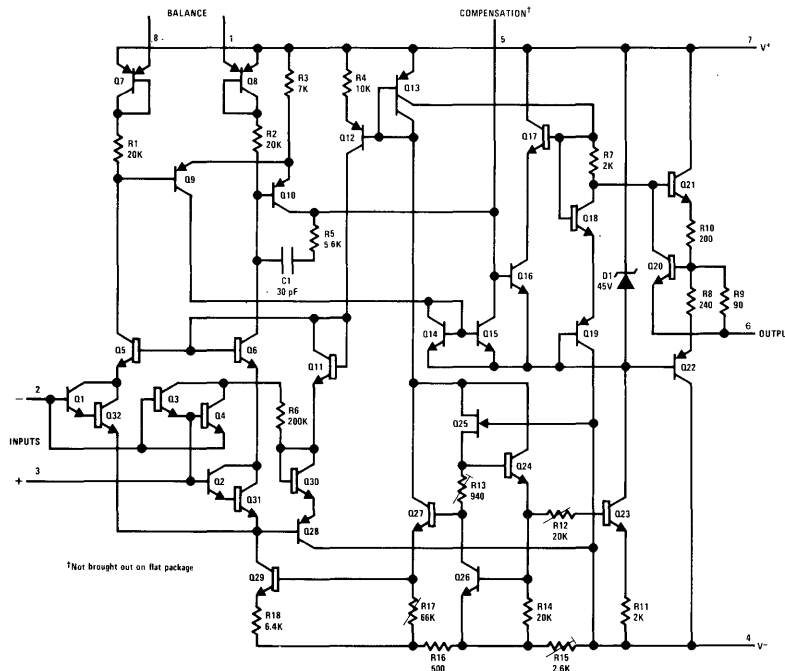 BALANCE
COMPENSATION†
8
1
5
7 V+
Q7
Q8
R3
7K
R4
10K
Q13
Q12
Q17
R7
2K
R1
20K
R2
20K
Q9
Q10
Q18
Q21
R10
200
R5
5.6K
C1
30 pF
Q16
D1
45V
Q20
R8
240
R9
90
6
OUTPUT
Q14
Q15
Q19
Q22
Q5
Q6
Q11
2
−
Q1
Q32
Q3
Q4
R6
200K
Q25
INPUTS
3
+
Q2
Q31
Q30
R13
940
Q24
Q27
R12
20K
Q23
Q28
†Not brought out on flat package
Q29
Q26
R18
6.4K
R17
66K
R14
20K
R11
2K
R16
500
R15
2.6K
4 V−